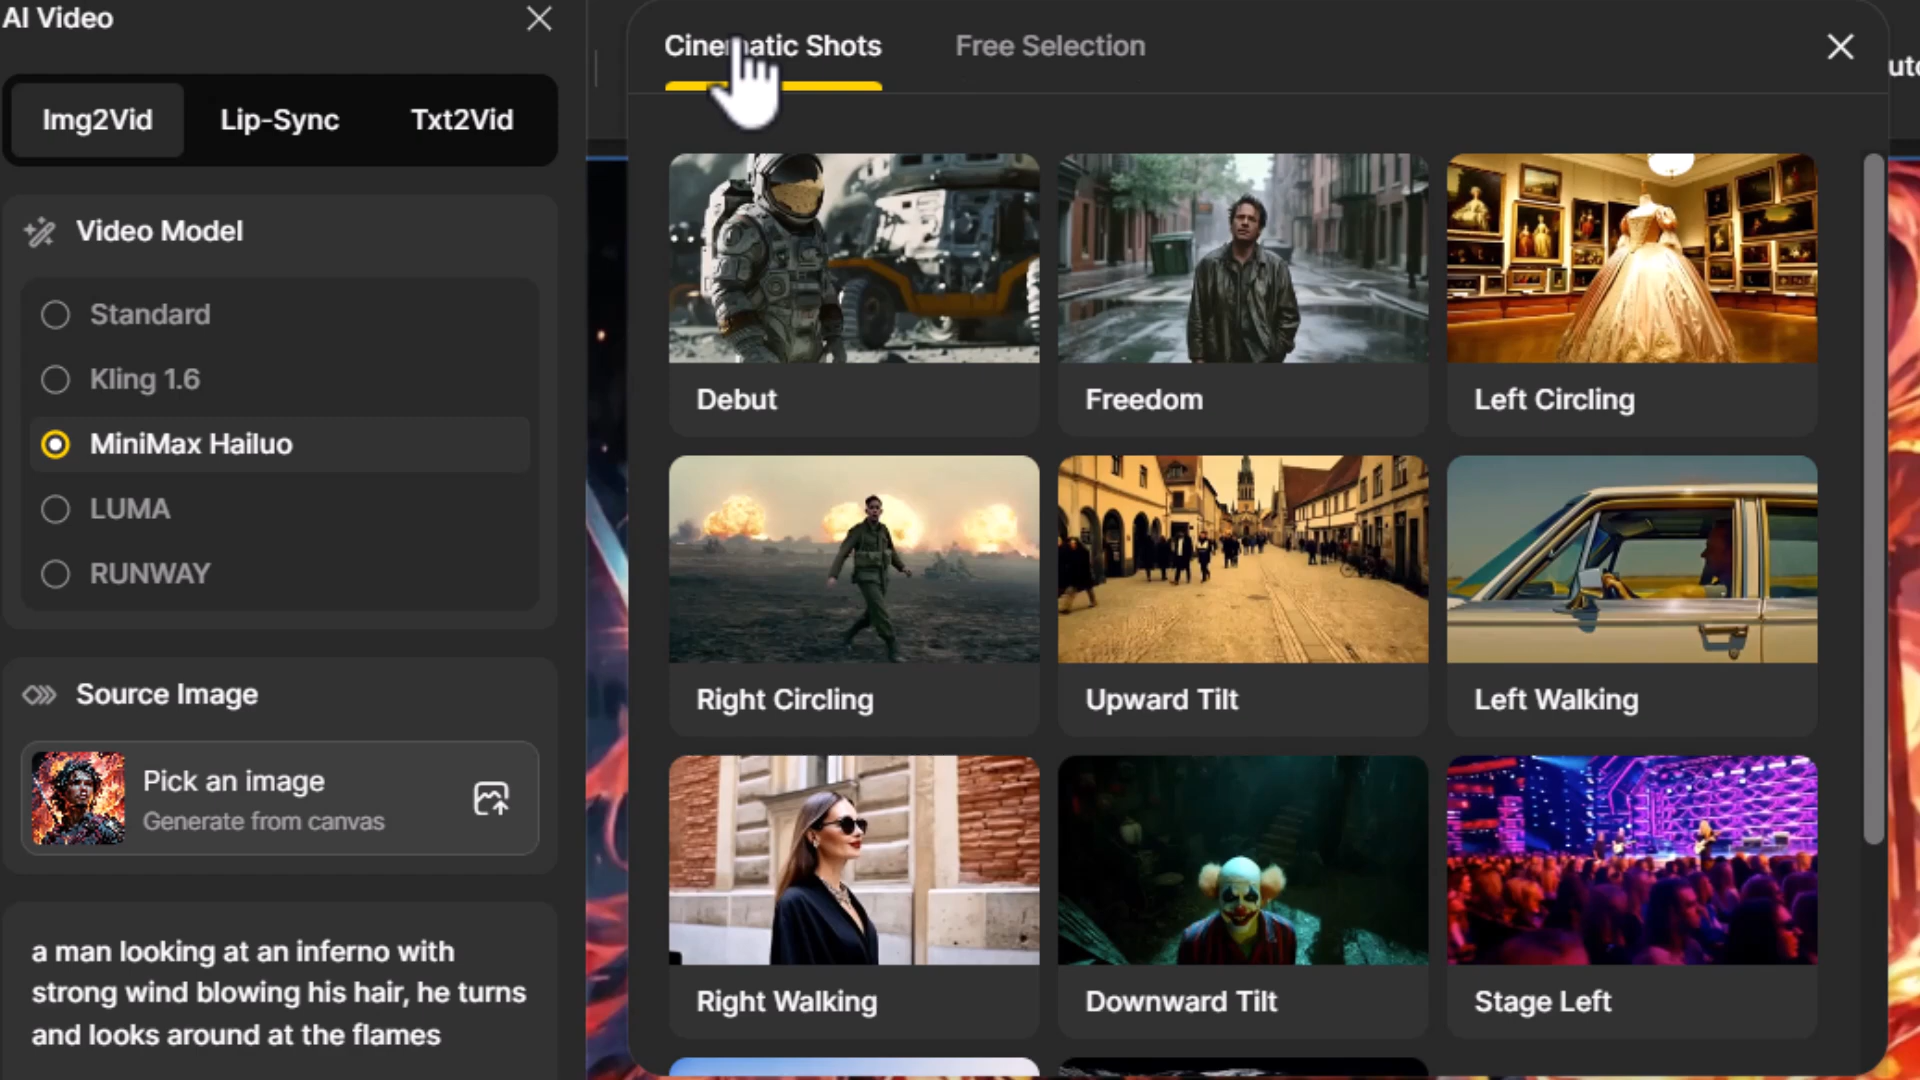 AI Video
Img2Vid
Lip-Sync
Txt2Vid
Video Model
Standard
Kling 1.6
MiniMax Hailuo
LUMA
RUNWAY
Source Image
Pick an image
Generate from canvas
a man looking at an inferno with
strong wind blowing his hair, he turns
and looks around at the flames
Cinematic Shots
Free Selection
Debut
Freedom
Left Circling
Right Circling
Upward Tilt
Left Walking
Right Walking
Downward Tilt
Stage Left